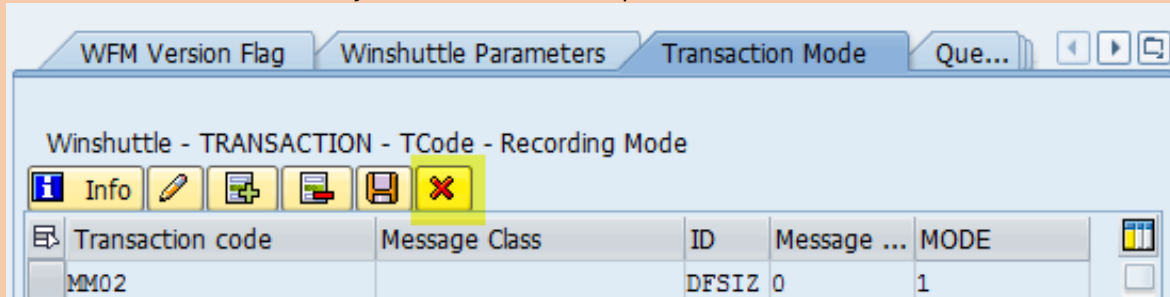 WFM Version Flag Winshuttle Parameters Transaction Mode Que...
Winshuttle - TRANSACTION - TCode - Recording Mode
Info
Transaction code Message Class ID Message ... MODE
MM02 DFSIZ 0 1